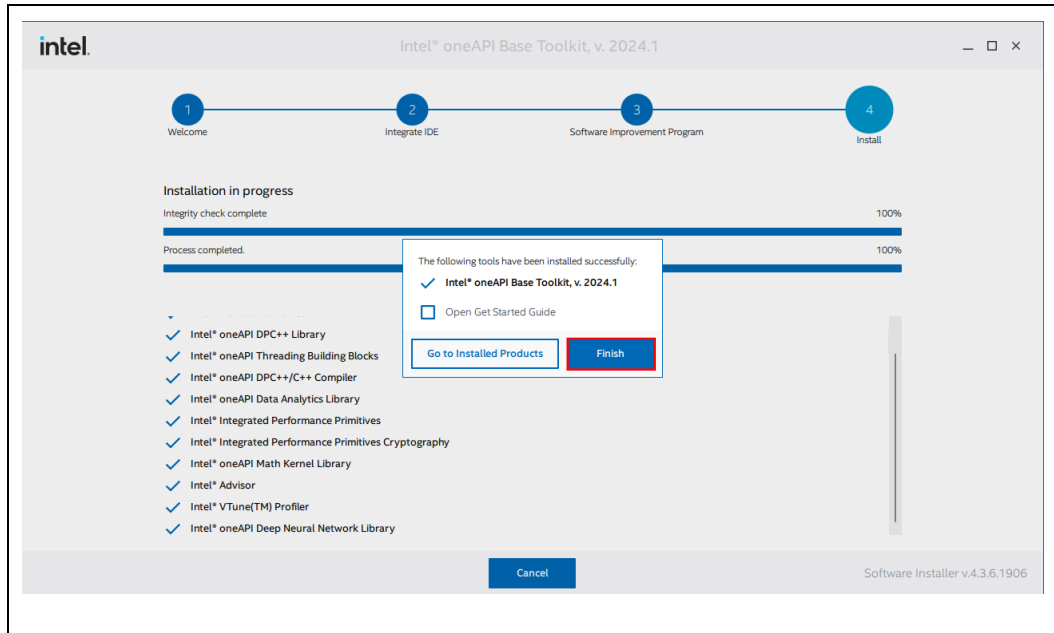 intel.
Intel® oneAPI Base Toolkit, v. 2024.1
1
2
3
4
Welcome
Integrate IDE
Software Improvement Program
Install
Installation in progress
Integrity check complete 100%
Process completed. 100%
The following tools have been installed successfully:
Intel® oneAPI Base Toolkit, v. 2024.1
Open Get Started Guide
Go to Installed Products
Finish
Intel® oneAPI DPC++ Library
Intel® oneAPI Threading Building Blocks
Intel® oneAPI DPC++/C++ Compiler
Intel® oneAPI Data Analytics Library
Intel® Integrated Performance Primitives
Intel® Integrated Performance Primitives Cryptography
Intel® oneAPI Math Kernel Library
Intel® Advisor
Intel® VTune(TM) Profiler
Intel® oneAPI Deep Neural Network Library
Cancel
Software Installer v.4.3.6.1906